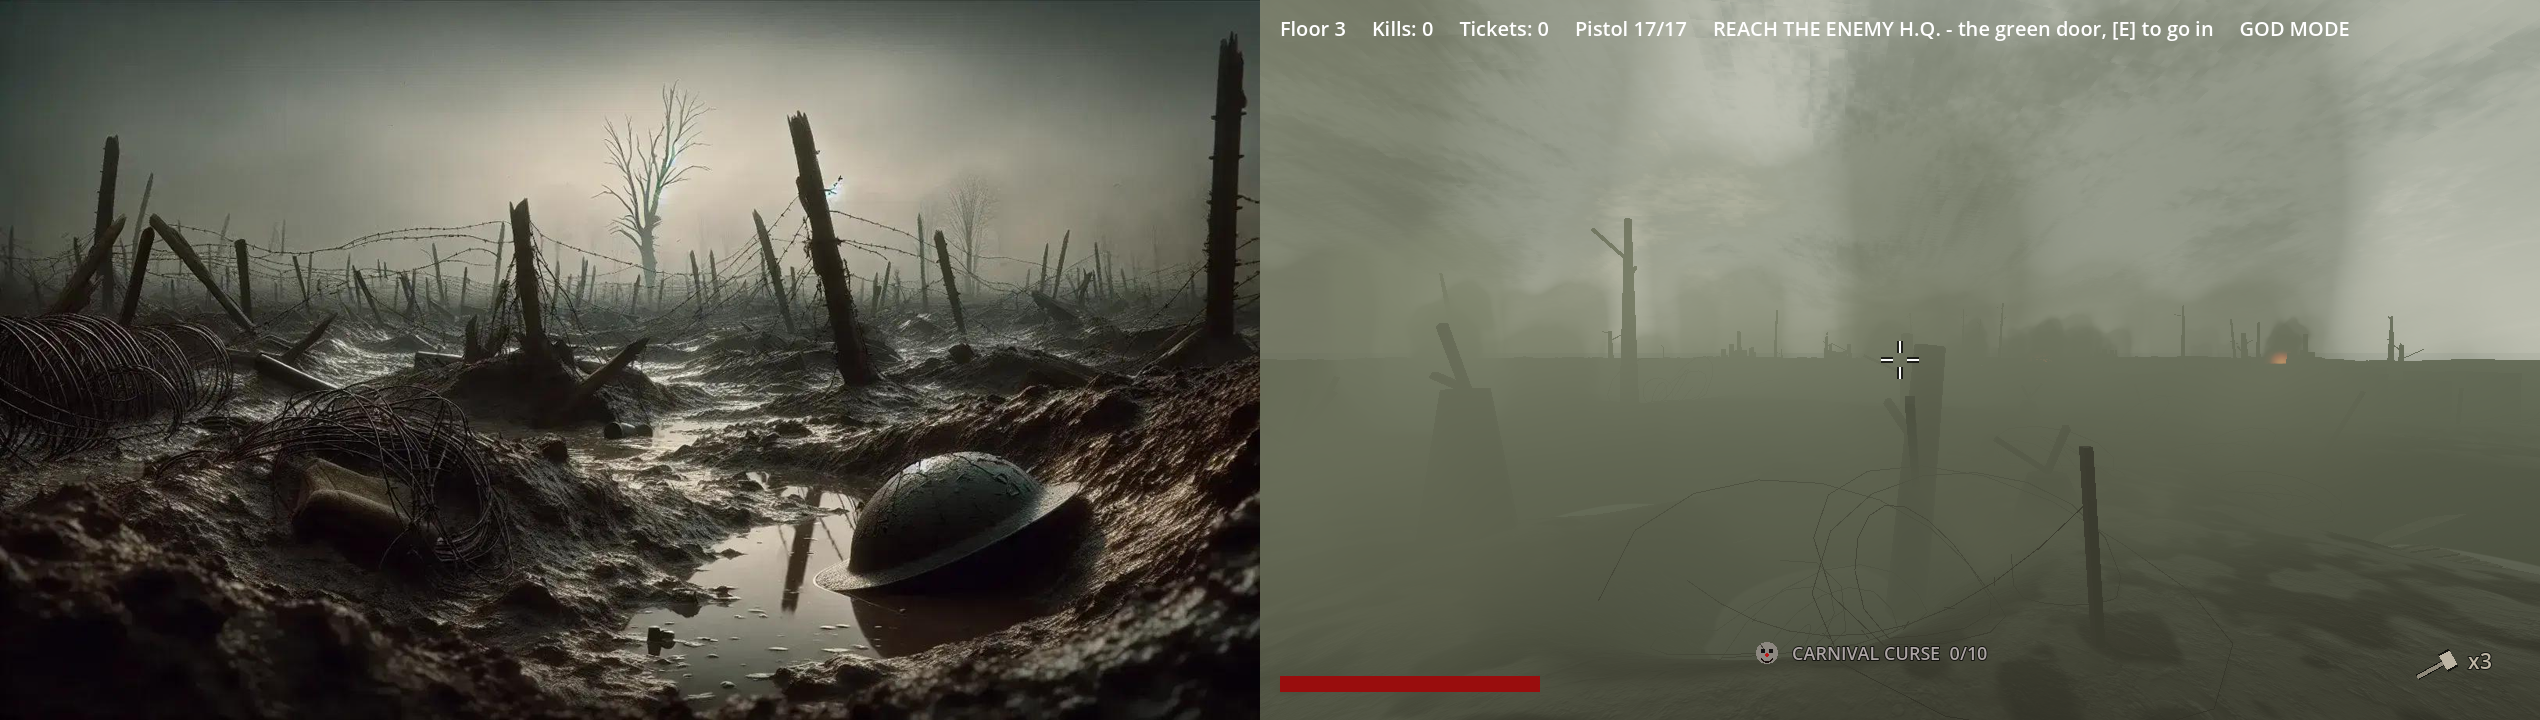 Floor 3 Kills: 0 Tickets: 0 Pistol 17/17 REACH THE ENEMY H.Q. - the green door, [E] to go in GOD MODE
CARNIVAL CURSE 0/10
x3